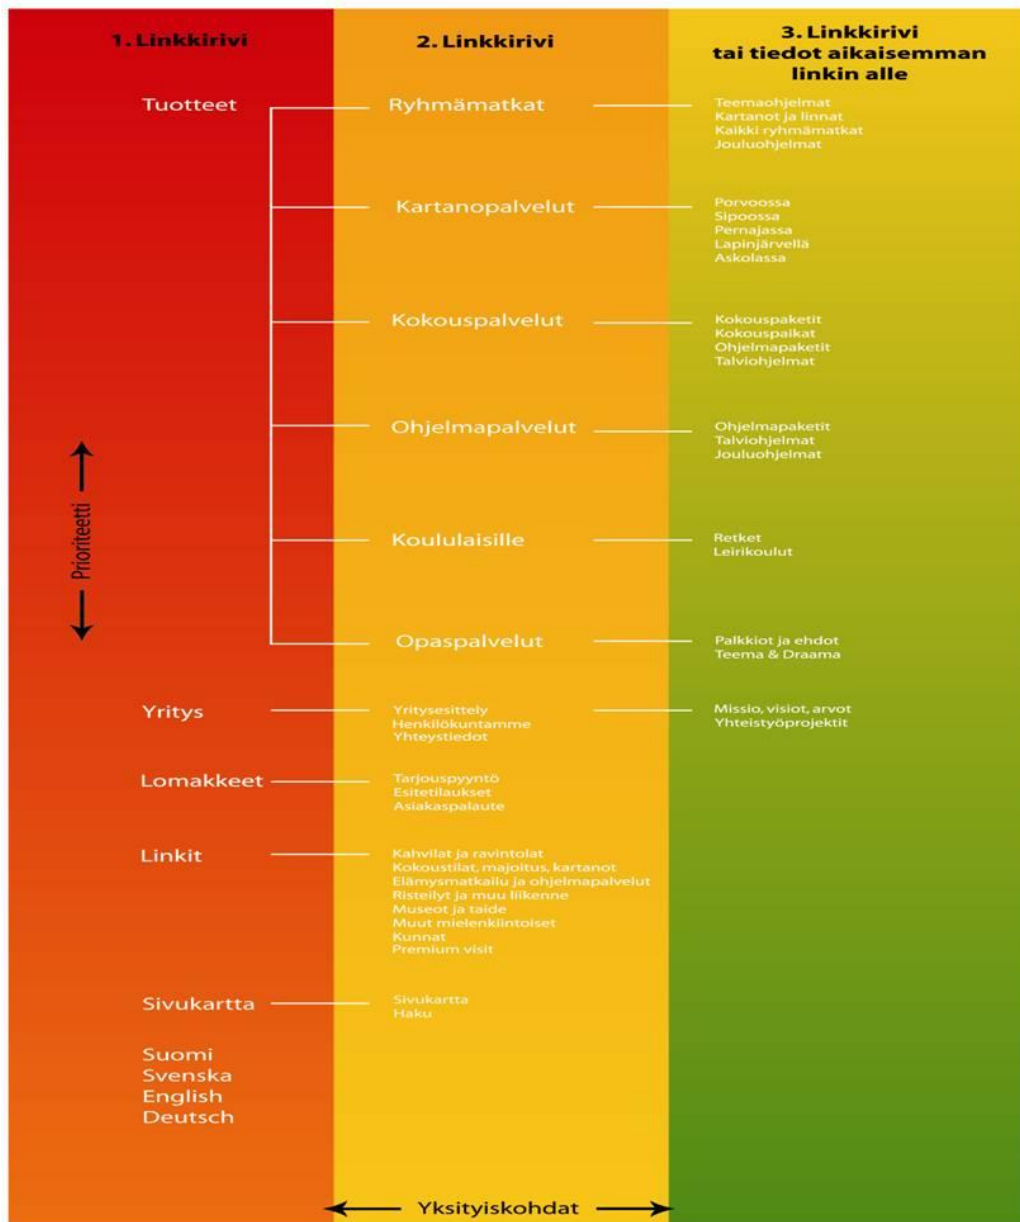 1. Linkkirivi
2. Linkkirivi
3. Linkkirivi
tai tiedot aikaisemman
linkin alle
Tuotteet
Ryhmämatkat
Teemaohjelmat
Kartanot ja linnat
Kaikki ryhmämatkat
Jouluohjelmat
Kartanopalvelut
Porvoossa
Sipoossa
Pernajassa
Lapinjärvellä
Askolassa
Kokouspalvelut
Kokouspaketit
Kokouspaikat
Ohjelmapaketit
Talviohjelmat
Ohjelmapalvelut
Ohjelmapaketit
Talviohjelmat
Jouluohjelmat
Prioriteetti
Koululaisille
Retket
Leirikoulut
Opaspalvelut
Palkkiot ja ehdot
Teema & Draama
Yritys
Yritysesittely
Henkilökuntamme
Yhteystiedot
Missio, visiot, arvot
Yhteistyöprojektit
Lomakkeet
Tarjouspyyntö
Esitetilaukset
Asiakaspalaute
Linkit
Kahvilat ja ravintolat
Kokoustilat, majoitus, kartanot
Elämysmatkailu ja ohjelmapalvelut
Risteilyt ja muu liikenne
Museot ja taide
Muut mielenkiintoiset
Kunnat
Premium visit
Sivukartta
Sivukartta
Haku
Suomi
Svenska
English
Deutsch
Yksityiskohdat